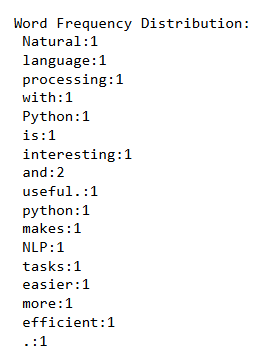 Word Frequency Distribution:
Natural:1
language:1
processing:1
with:1
Python:1
is:1
interesting:1
and:2
useful.:1
python:1
makes:1
NLP:1
tasks:1
easier:1
more:1
efficient:1
.:1